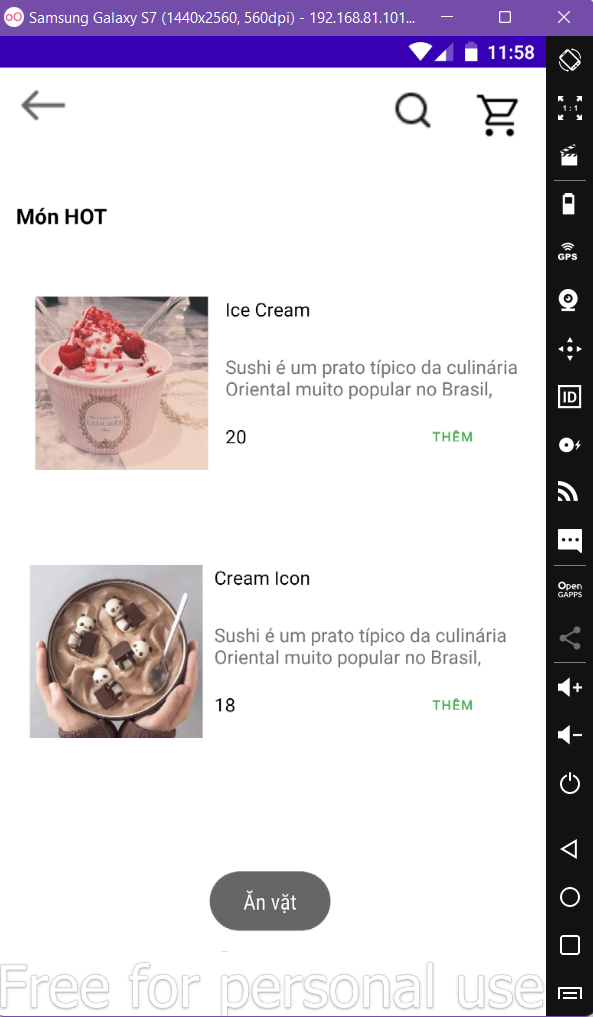 Samsung Galaxy S7 (1440x2560, 560dpi) - 192.168.81.101...
11:58
1:1
Món HOT
GPS
Ice Cream
Sushi é um prato típico da culinária
Oriental muito popular no Brasil,
20
THÊM
ID
Cream Icon
Sushi é um prato típico da culinária
Oriental muito popular no Brasil,
18
THÊM
Open
GAPPS
Ăn vặt
Free for personal use